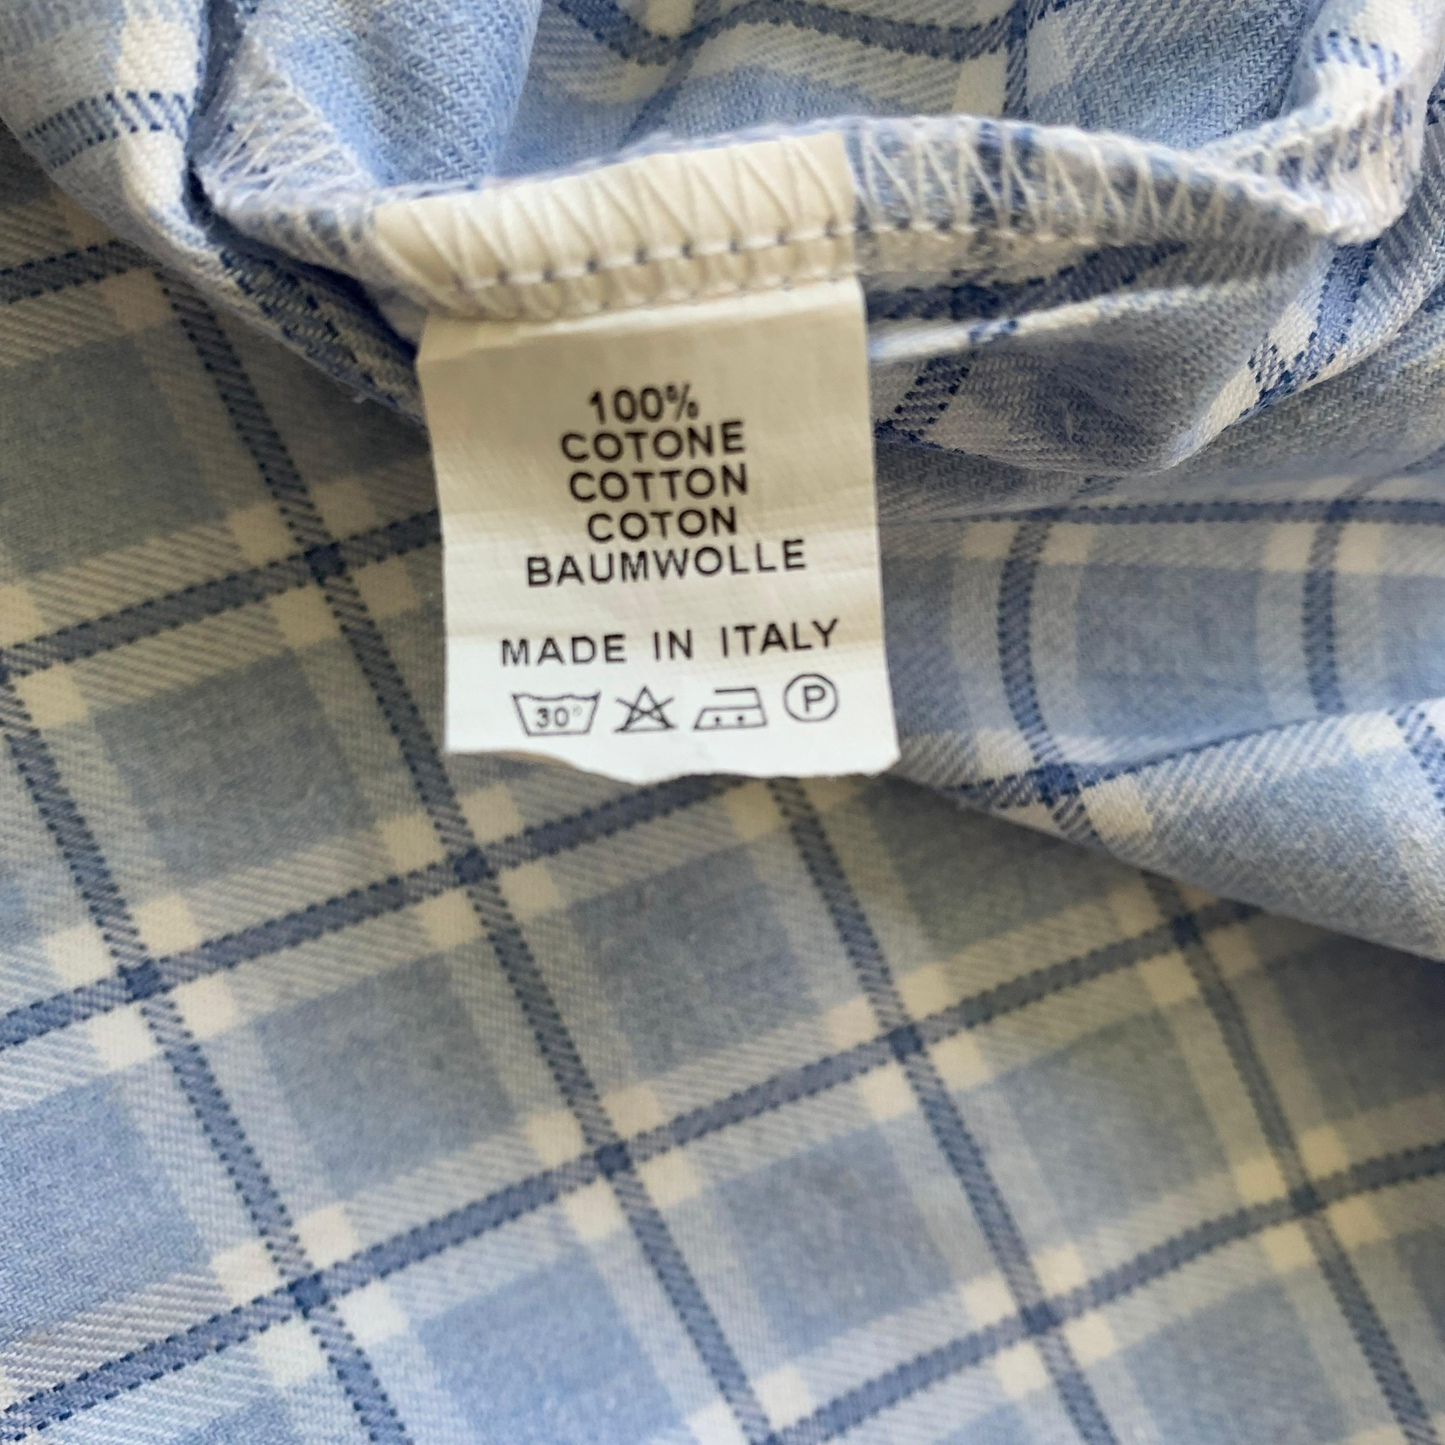 100%
COTONE
COTTON
COTON
BAUMWOLLE
MADE IN ITALY
30° P